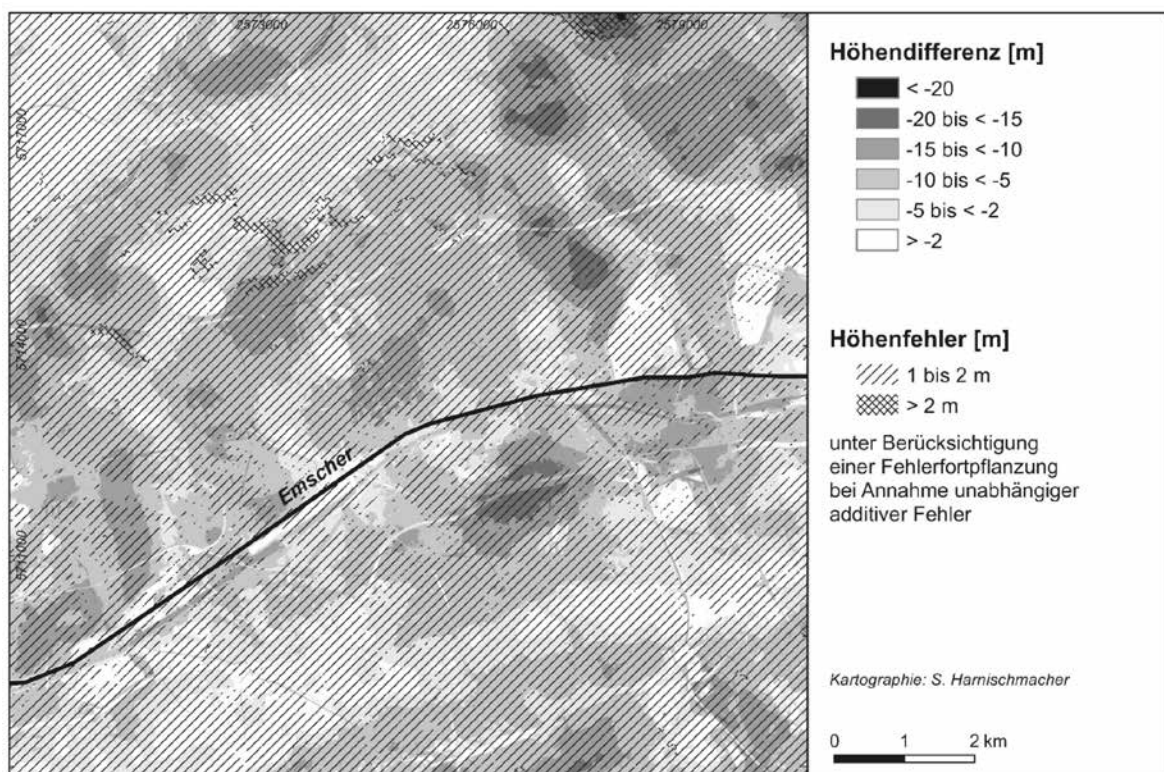 2573000
2576000
2579000
5717000
5714000
5711000
Emscher
Höhendifferenz [m]
< -20
-20 bis < -15
-15 bis < -10
-10 bis < -5
-5 bis < -2
> -2
Höhenfehler [m]
1 bis 2 m
> 2 m
unter Berücksichtigung
einer Fehlerfortpflanzung
bei Annahme unabhängiger
additiver Fehler
Kartographie: S. Harnischmacher
0 1 2 km